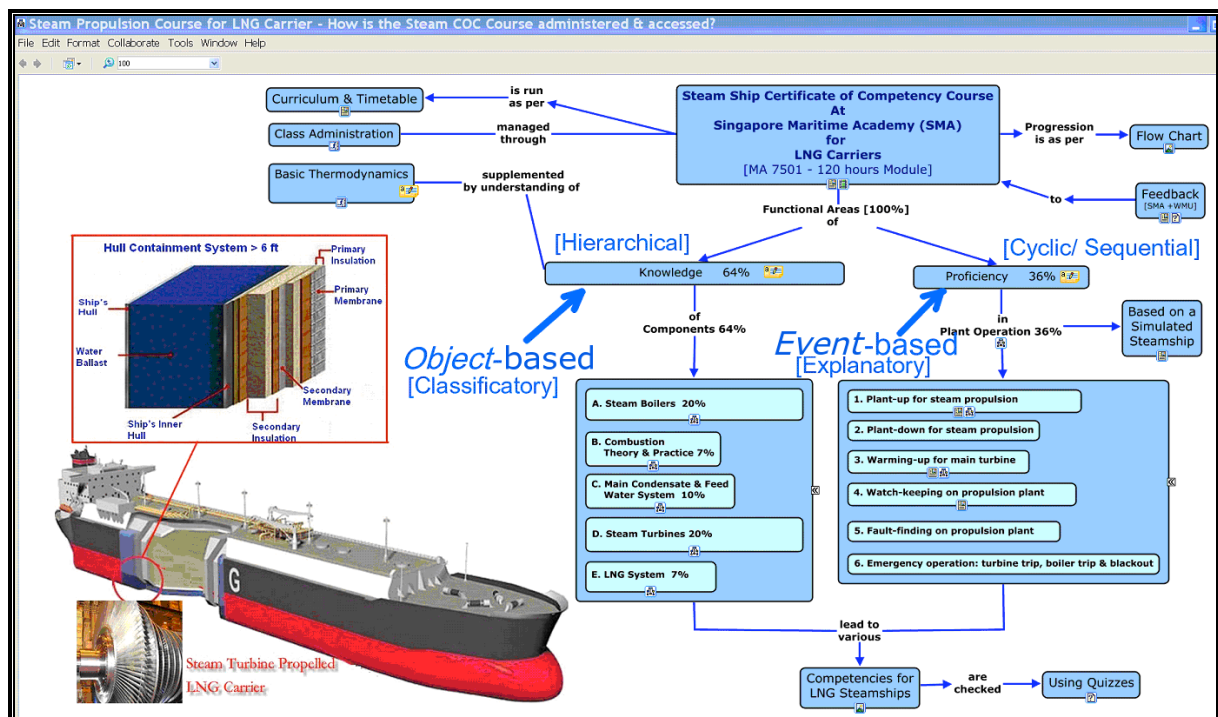 Steam Propulsion Course for LNG Carrier - How is the Steam COC Course administered & accessed?
File Edit Format Collaborate Tools Window Help
100
Curriculum & Timetable
is run
as per
Class Administration
managed
through
Basic Thermodynamics
supplemented
by understanding of
Steam Ship Certificate of Competency Course
At
Singapore Maritime Academy (SMA)
for
LNG Carriers
[MA 7501 - 120 hours Module]
Progression
is as per
Flow Chart
Feedback
[SMA +WMU]
to
Functional Areas [100%]
of
[Hierarchical]
[Cyclic/ Sequential]
Knowledge 64%
Proficiency 36%
of
Components 64%
in
Plant Operation 36%
Based on a
Simulated
Steamship
Object-based
[Classificatory]
Event-based
[Explanatory]
A. Steam Boilers 20%
B. Combustion
Theory & Practice 7%
C. Main Condensate & Feed
Water System 10%
D. Steam Turbines 20%
E. LNG System 7%
1. Plant-up for steam propulsion
2. Plant-down for steam propulsion
3. Warming-up for main turbine
4. Watch-keeping on propulsion plant
5. Fault-finding on propulsion plant
6. Emergency operation: turbine trip, boiler trip & blackout
lead to
various
Competencies for
LNG Steamships
are
checked
Using Quizzes
Hull Containment System > 6 ft
Primary
Insulation
Primary
Membrane
Ship's
Hull
Water
Ballast
Secondary
Membrane
Ship's Inner
Hull
Secondary
Insulation
G
Steam Turbine Propelled
LNG Carrier